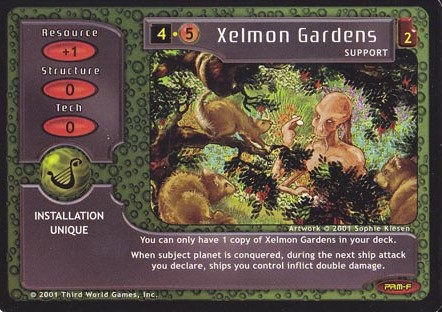 Resource
+1
Structure
0
Tech
0
INSTALLATION
UNIQUE
4 • 5
Xelmon Gardens
SUPPORT
2
Artwork © 2001 Sophie Klesen
You can only have 1 copy of Xelmon Gardens in your deck.
When subject planet is conquered, during the next ship attack
you declare, ships you control inflict double damage.
© 2001 Third World Games, Inc.
PRM-F